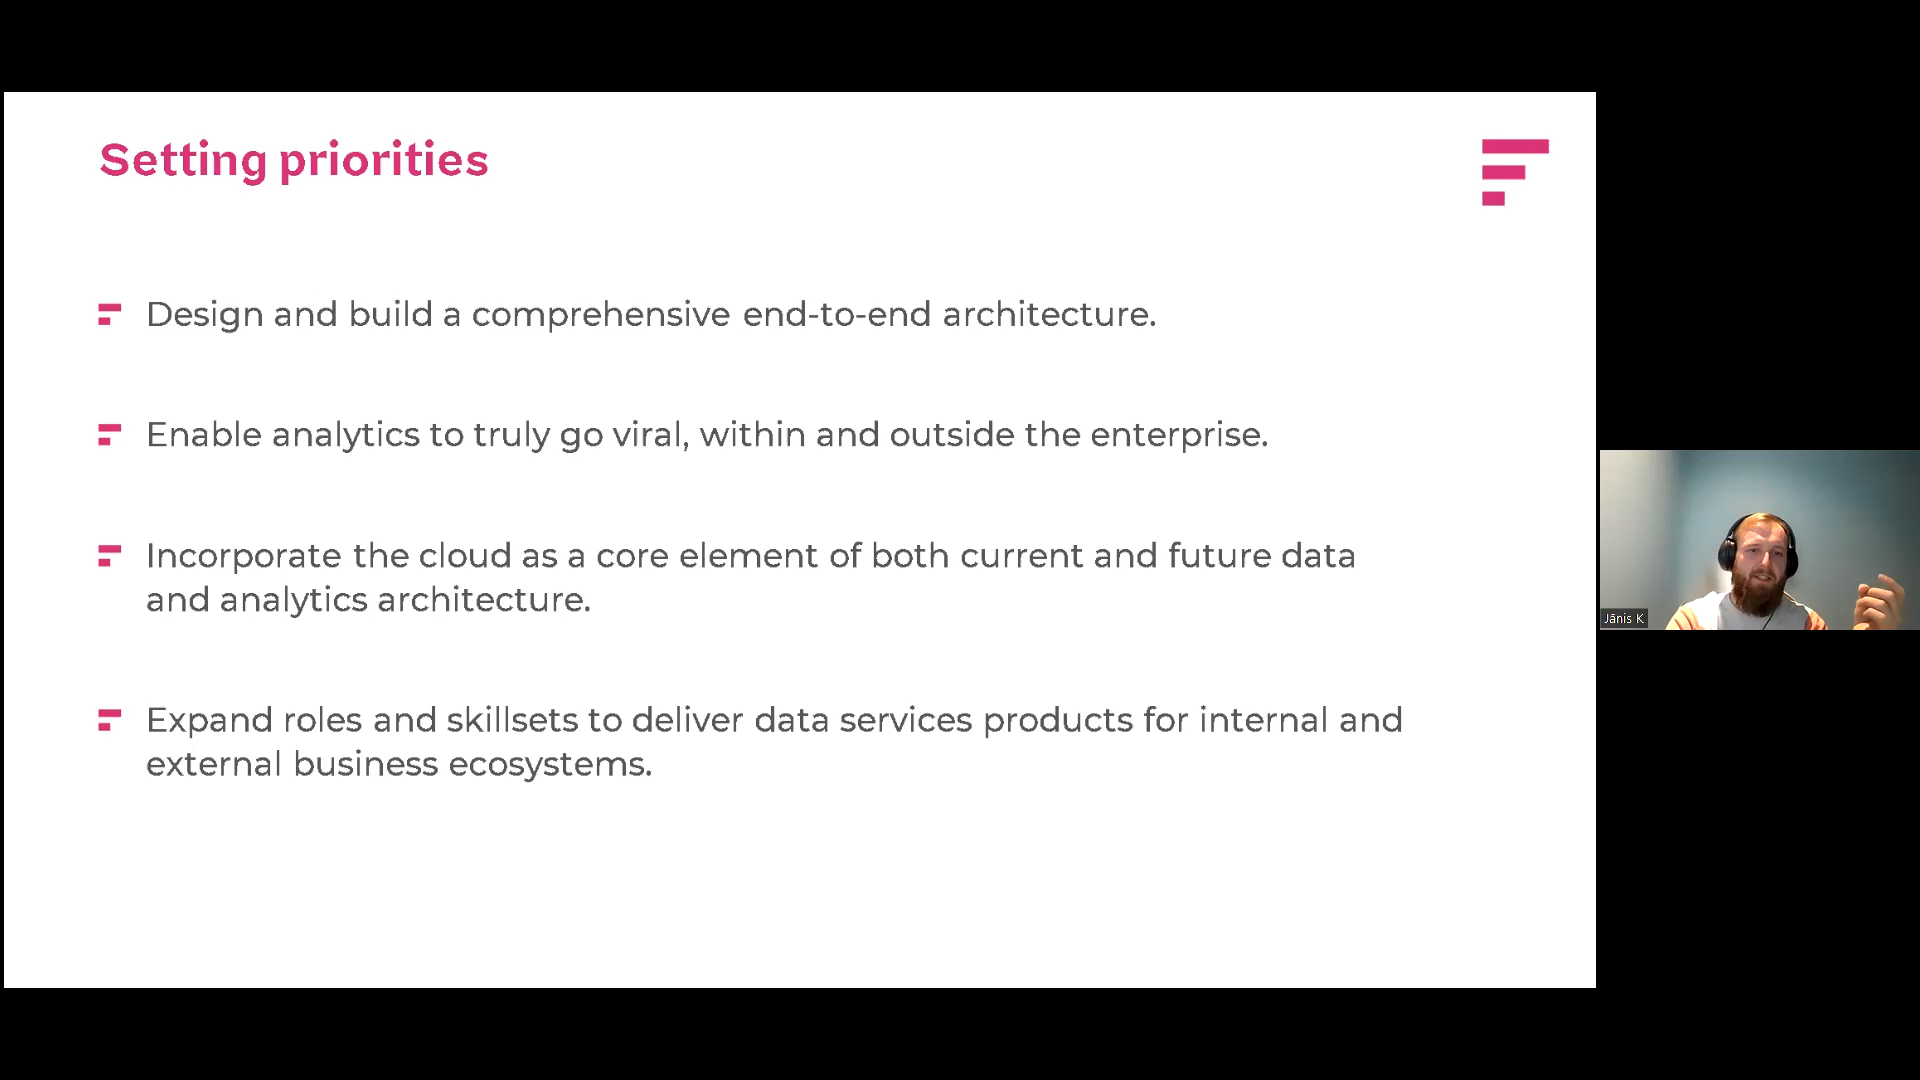 Setting priorities
Design and build a comprehensive end-to-end architecture.
Enable analytics to truly go viral, within and outside the enterprise.
Incorporate the cloud as a core element of both current and future data
and analytics architecture.
Expand roles and skillsets to deliver data services products for internal and
external business ecosystems.
Jānis K